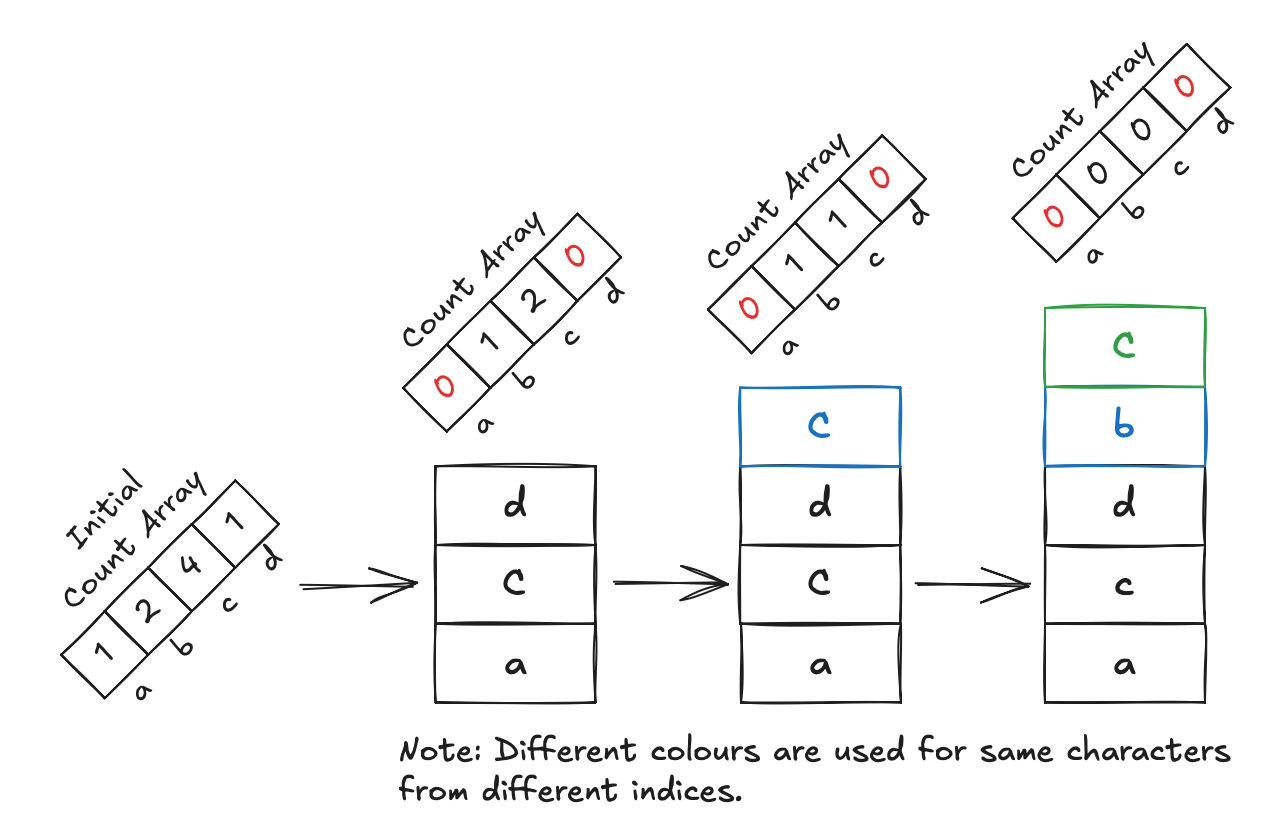 Initial
Count Array
1 2 4 1
a b c d
Count Array
0 1 2 0
a b c d
d
c
a
Count Array
0 1 1 0
a b c d
c
d
c
a
Count Array
0 0 0 0
a b c d
c
b
d
c
a
Note: Different colours are used for same characters
from different indices.